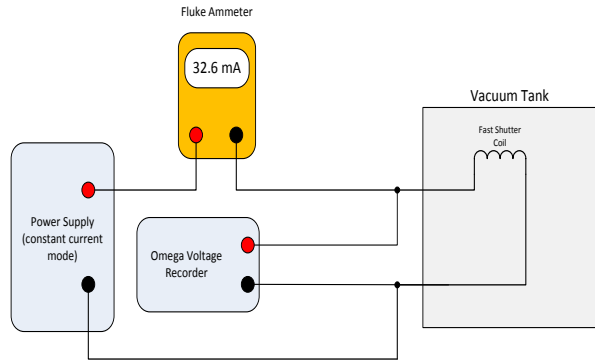 Fluke Ammeter
32.6 mA
Vacuum Tank
Fast Shutter
Coil
Power Supply
(constant current
mode)
Omega Voltage
Recorder